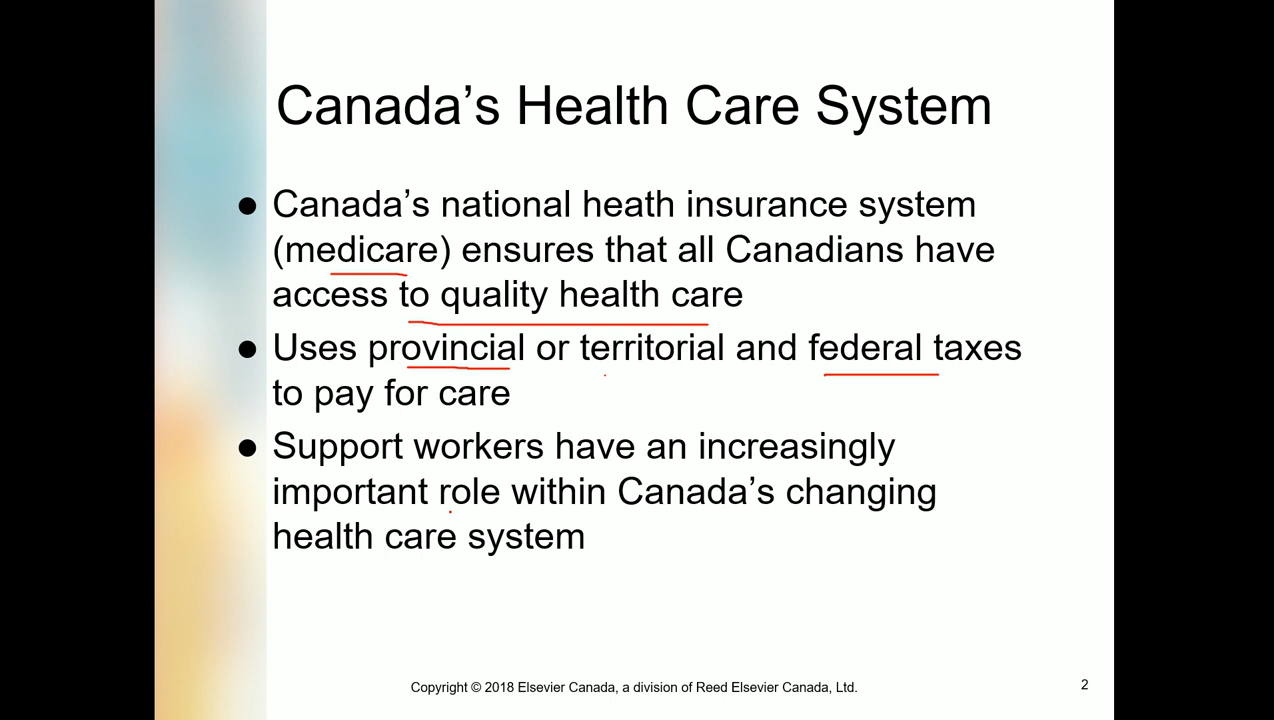 Canada’s Health Care System
● Canada’s national heath insurance system
(medicare) ensures that all Canadians have
access to quality health care
● Uses provincial or territorial and federal taxes
to pay for care
● Support workers have an increasingly
important role within Canada’s changing
health care system
Copyright © 2018 Elsevier Canada, a division of Reed Elsevier Canada, Ltd.
2